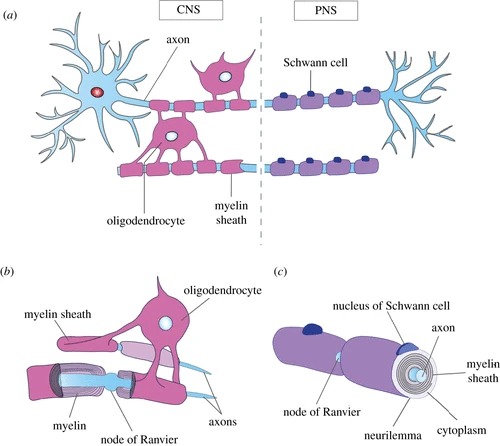 (a)
CNS
PNS
axon
Schwann cell
oligodendrocyte
myelin
sheath
(b)
oligodendrocyte
myelin sheath
myelin
node of Ranvier
axons
(c)
nucleus of Schwann cell
axon
myelin
sheath
node of Ranvier
cytoplasm
neurilemma